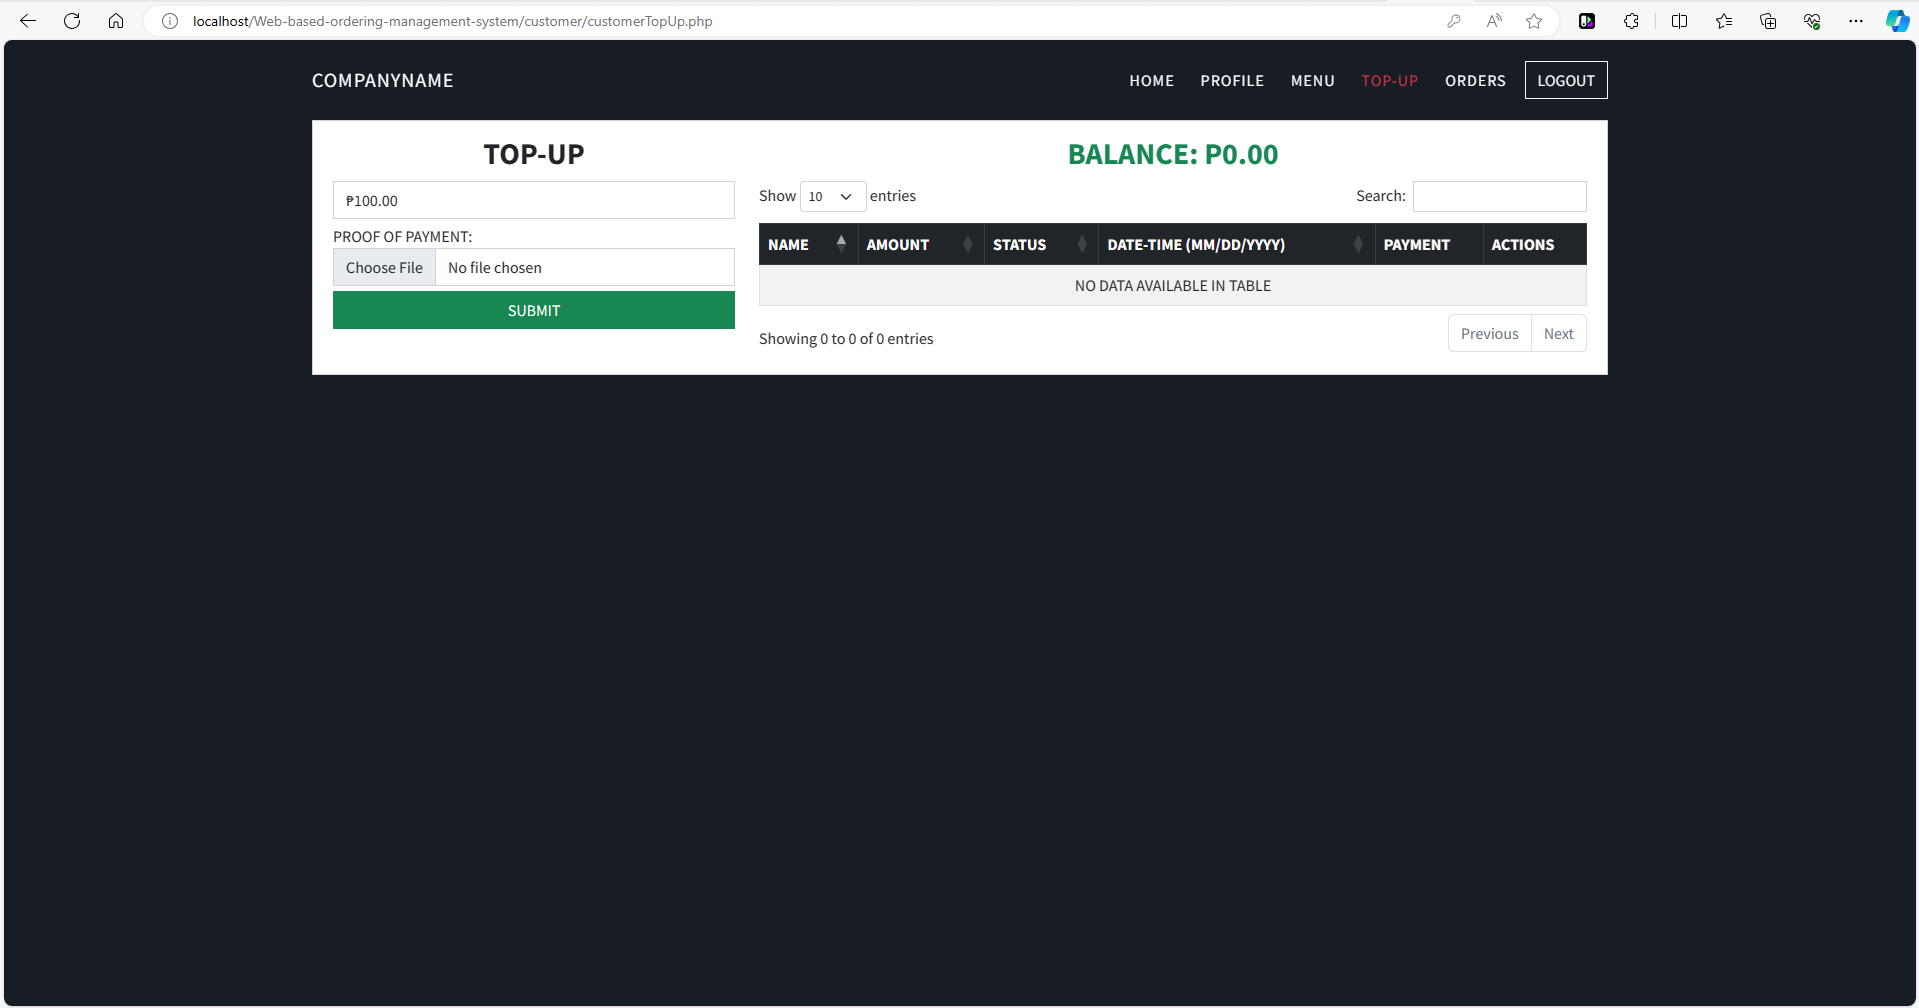 localhost/Web-based-ordering-management-system/customer/customerTopUp.php
COMPANYNAME HOME PROFILE MENU TOP-UP ORDERS LOGOUT
TOP-UP
₱100.00
PROOF OF PAYMENT:
Choose File No file chosen
SUBMIT
BALANCE: ₱0.00
Show 10 entries Search:
NAME AMOUNT STATUS DATE-TIME (MM/DD/YYYY) PAYMENT ACTIONS
NO DATA AVAILABLE IN TABLE
Showing 0 to 0 of 0 entries
Previous Next